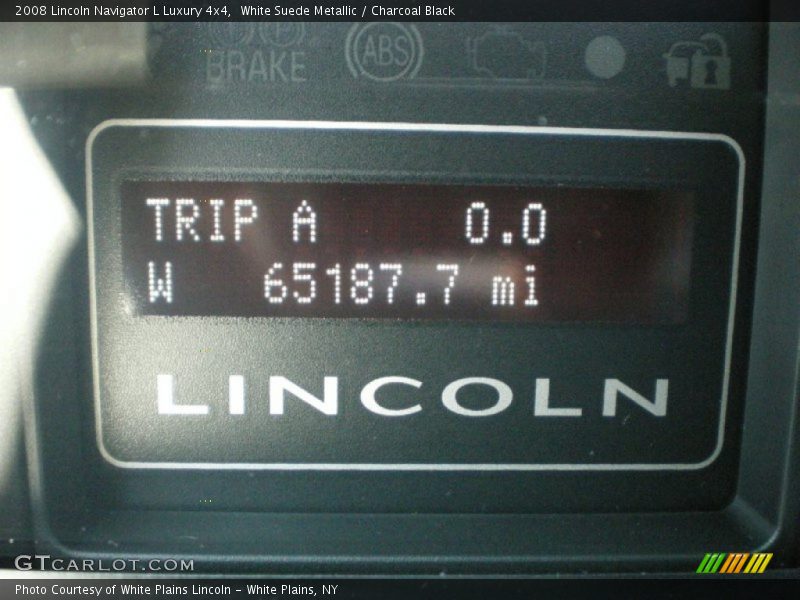 2008 Lincoln Navigator L Luxury 4x4, White Suede Metallic / Charcoal Black
BRAKE
ABS
TRIP A 0.0
W 65187.7 mi
LINCOLN
GTCARLOT.COM
Photo Courtesy of White Plains Lincoln - White Plains, NY